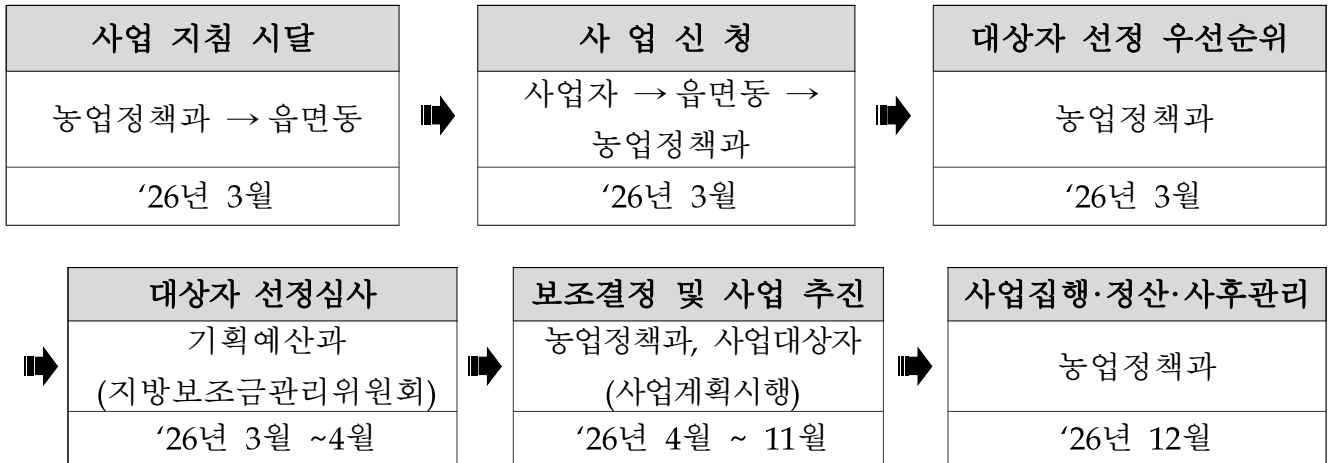 사업 지침 시달
농업정책과 → 읍면동
‘26년 3월
사 업 신 청
사업자 → 읍면동 →
농업정책과
‘26년 3월
대상자 선정 우선순위
농업정책과
‘26년 3월
대상자 선정심사
기획예산과
(지방보조금관리위원회)
‘26년 3월 ~4월
보조결정 및 사업 추진
농업정책과, 사업대상자
(사업계획시행)
‘26년 4월 ~ 11월
사업집행·정산·사후관리
농업정책과
‘26년 12월